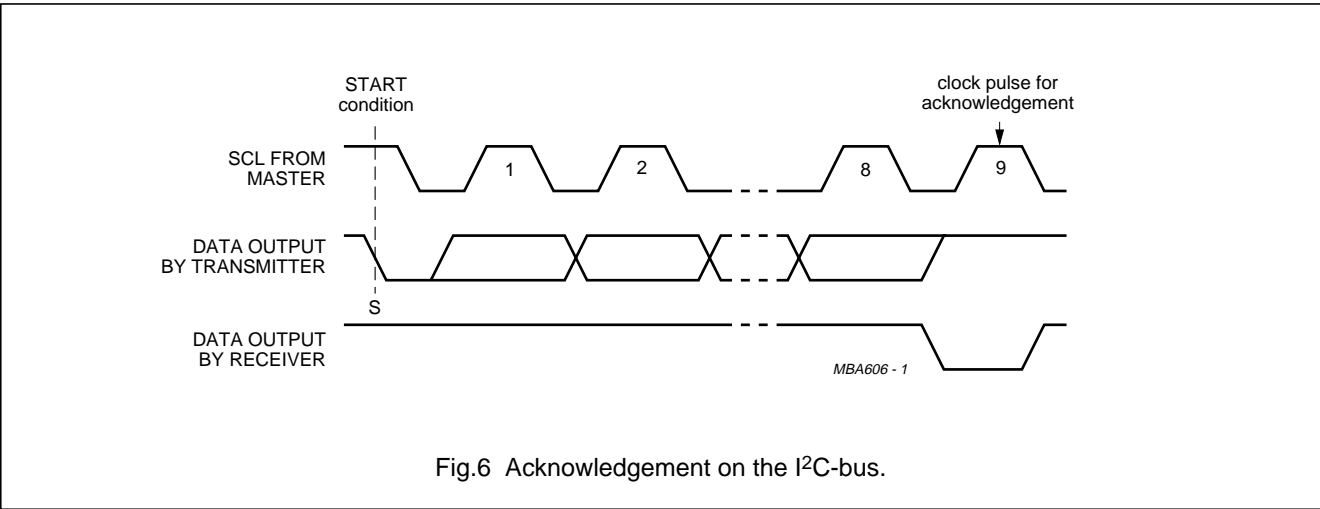 START
condition
clock pulse for
acknowledgement
SCL FROM
MASTER
1
2
8
9
DATA OUTPUT
BY TRANSMITTER
S
DATA OUTPUT
BY RECEIVER
MBA606 - 1
Fig.6 Acknowledgement on the I²C-bus.